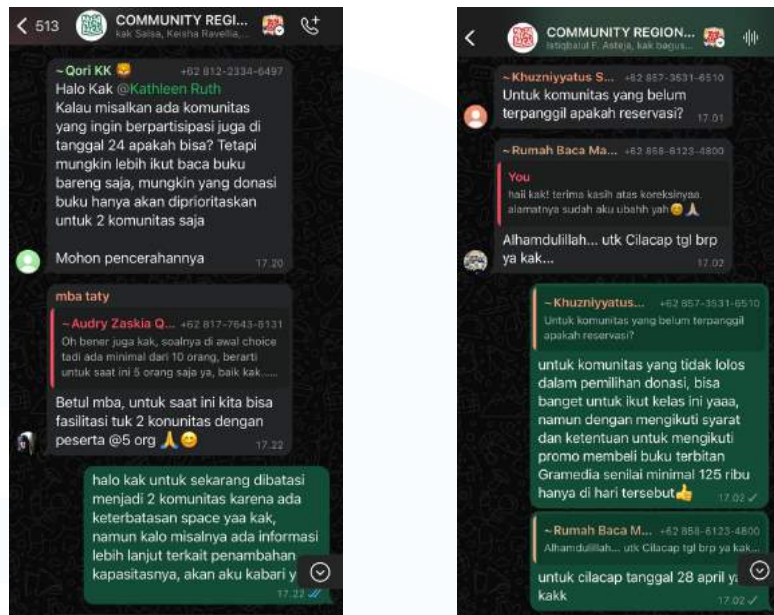 513
COMMUNITY REGI...
kak Salsa, Keisha Ravellia,...
~Qori KK +62 812-2334-6497
Halo Kak @Kathleen Ruth
Kalau misalkan ada komunitas
yang ingin berpartisipasi juga di
tanggal 24 apakah bisa? Tetapi
mungkin lebih ikut baca buku
bareng saja, mungkin yang donasi
buku hanya akan diprioritaskan
untuk 2 komunitas saja
Mohon pencerahannya 17.20
mba taty
~Audry Zaskia Q... +62 817-7643-8131
Oh bener juga kak, soalnya di awal choice
tadi ada minimal dari 10 orang, berarti
untuk saat ini 5 orang saja ya, baik kak......
Betul mba, untuk saat ini kita bisa
fasilitasi tuk 2 konunitas dengan
peserta @5 org 17.22
halo kak untuk sekarang dibatasi
menjadi 2 komunitas karena ada
keterbatasan space yaa kak,
namun kalo misalnya ada informasi
lebih lanjut terkait penambahan
kapasitasnya, akan aku kabari y
17.22
COMMUNITY REGION...
Istiqbalul F. Asteja, kak bagus...
~Khuzniyyatus S... +62 857-3531-6510
Untuk komunitas yang belum
terpanggil apakah reservasi? 17.01
~Rumah Baca Ma... +62 858-6123-4800
You
haii kak! terima kasih atas koreksinyaa.
alamatnya sudah aku ubahh yah
Alhamdulillah... utk Cilacap tgl brp
ya kak... 17.02
~Khuzniyyatus... +62 857-3531-6510
Untuk komunitas yang belum terpanggil
apakah reservasi?
untuk komunitas yang tidak lolos
dalam pemilihan donasi, bisa
banget untuk ikut kelas ini yaaa,
namun dengan mengikuti syarat
dan ketentuan untuk mengikuti
promo membeli buku terbitan
Gramedia senilai minimal 125 ribu
hanya di hari tersebut 17.02
~Rumah Baca M... +62 858-6123-4800
Alhamdulillah... utk Cilacap tgl brp ya kak...
untuk cilacap tanggal 28 april y
kakk 17.02